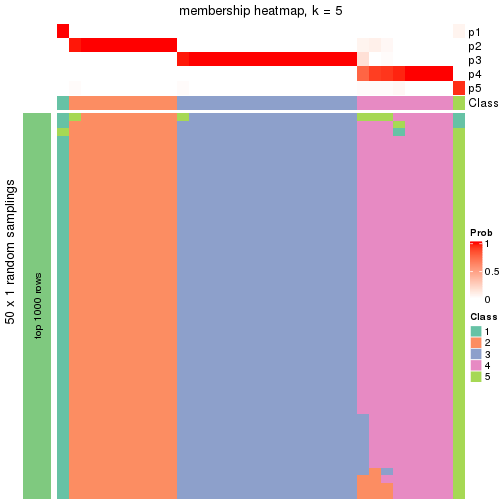 membership heatmap, k = 5
p1
p2
p3
p4
p5
Class
50 x 1 random samplings
top 1000 rows
Prob
1
0.5
0
Class
1
2
3
4
5